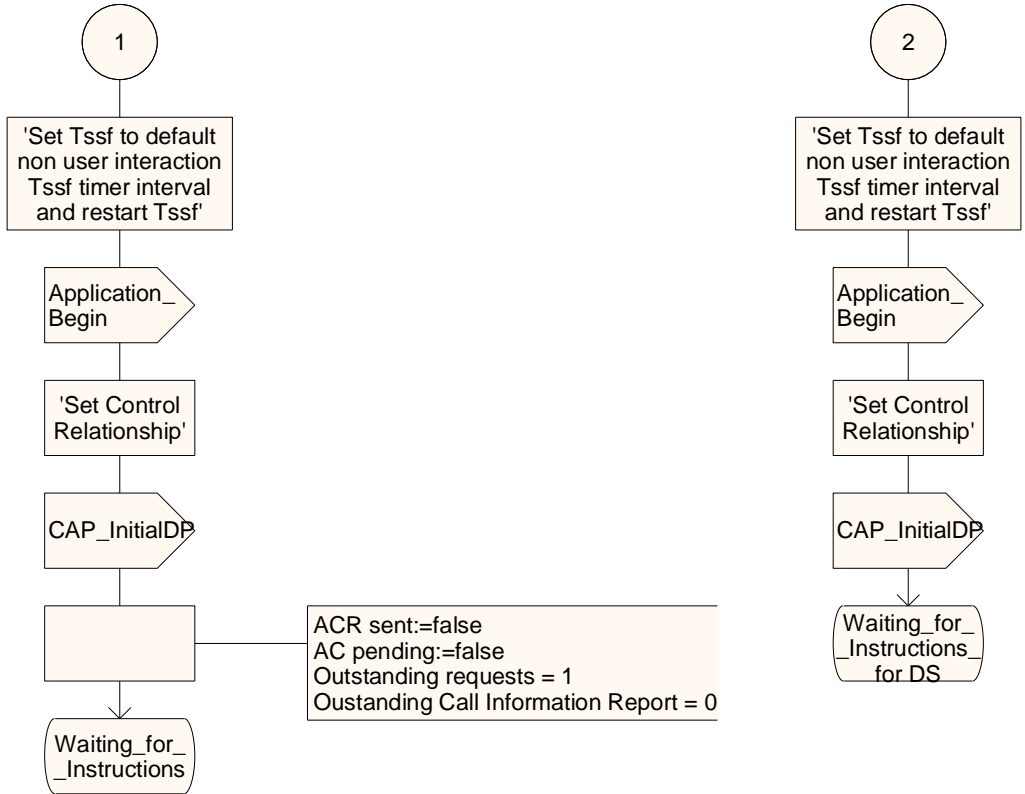 1
'Set Tssf to default
non user interaction
Tssf timer interval
and restart Tssf'
Application_
Begin
'Set Control
Relationship'
CAP_InitialDP
ACR sent:=false
AC pending:=false
Outstanding requests = 1
Oustanding Call Information Report = 0
Waiting_for_
_Instructions
2
'Set Tssf to default
non user interaction
Tssf timer interval
and restart Tssf'
Application_
Begin
'Set Control
Relationship'
CAP_InitialDP
Waiting_for_
_Instructions_
for DS